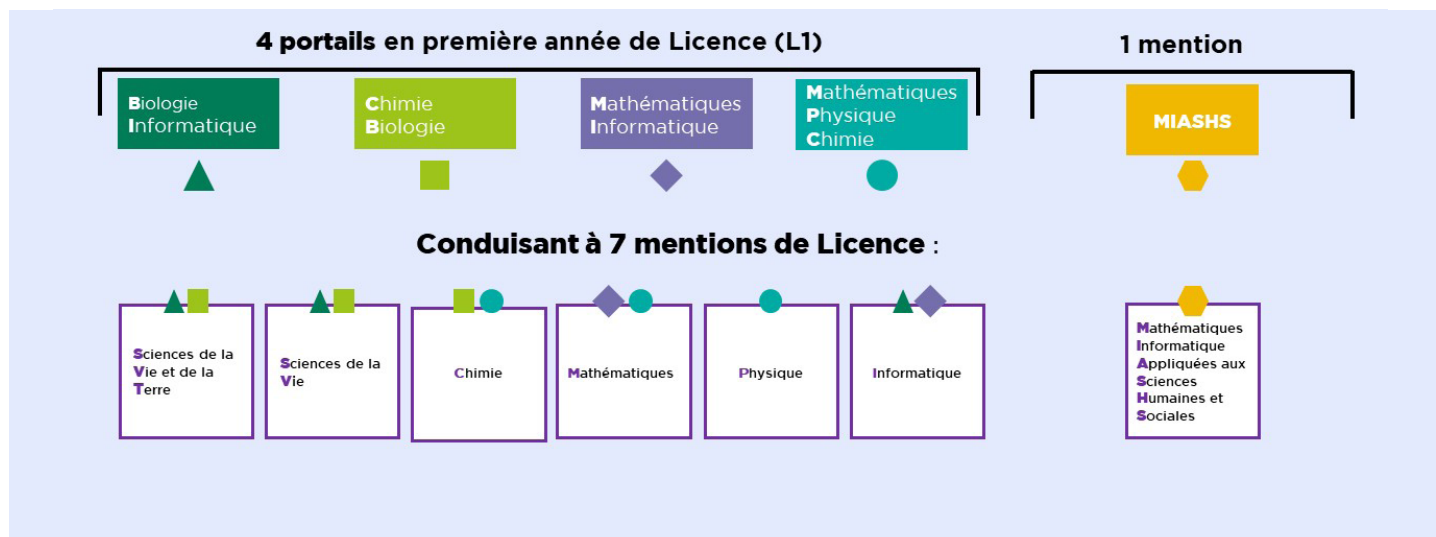 4 portails en première année de Licence (L1)
1 mention
Biologie
Informatique
Chimie
Biologie
Mathématiques
Informatique
Mathématiques
Physique
Chimie
MIASHS
Conduisant à 7 mentions de Licence :
Sciences de la
Vie et de la
Terre
Sciences de la
Vie
Chimie
Mathématiques
Physique
Informatique
Mathématiques
Informatique
Appliquées aux
Sciences
Humaines et
Sociales